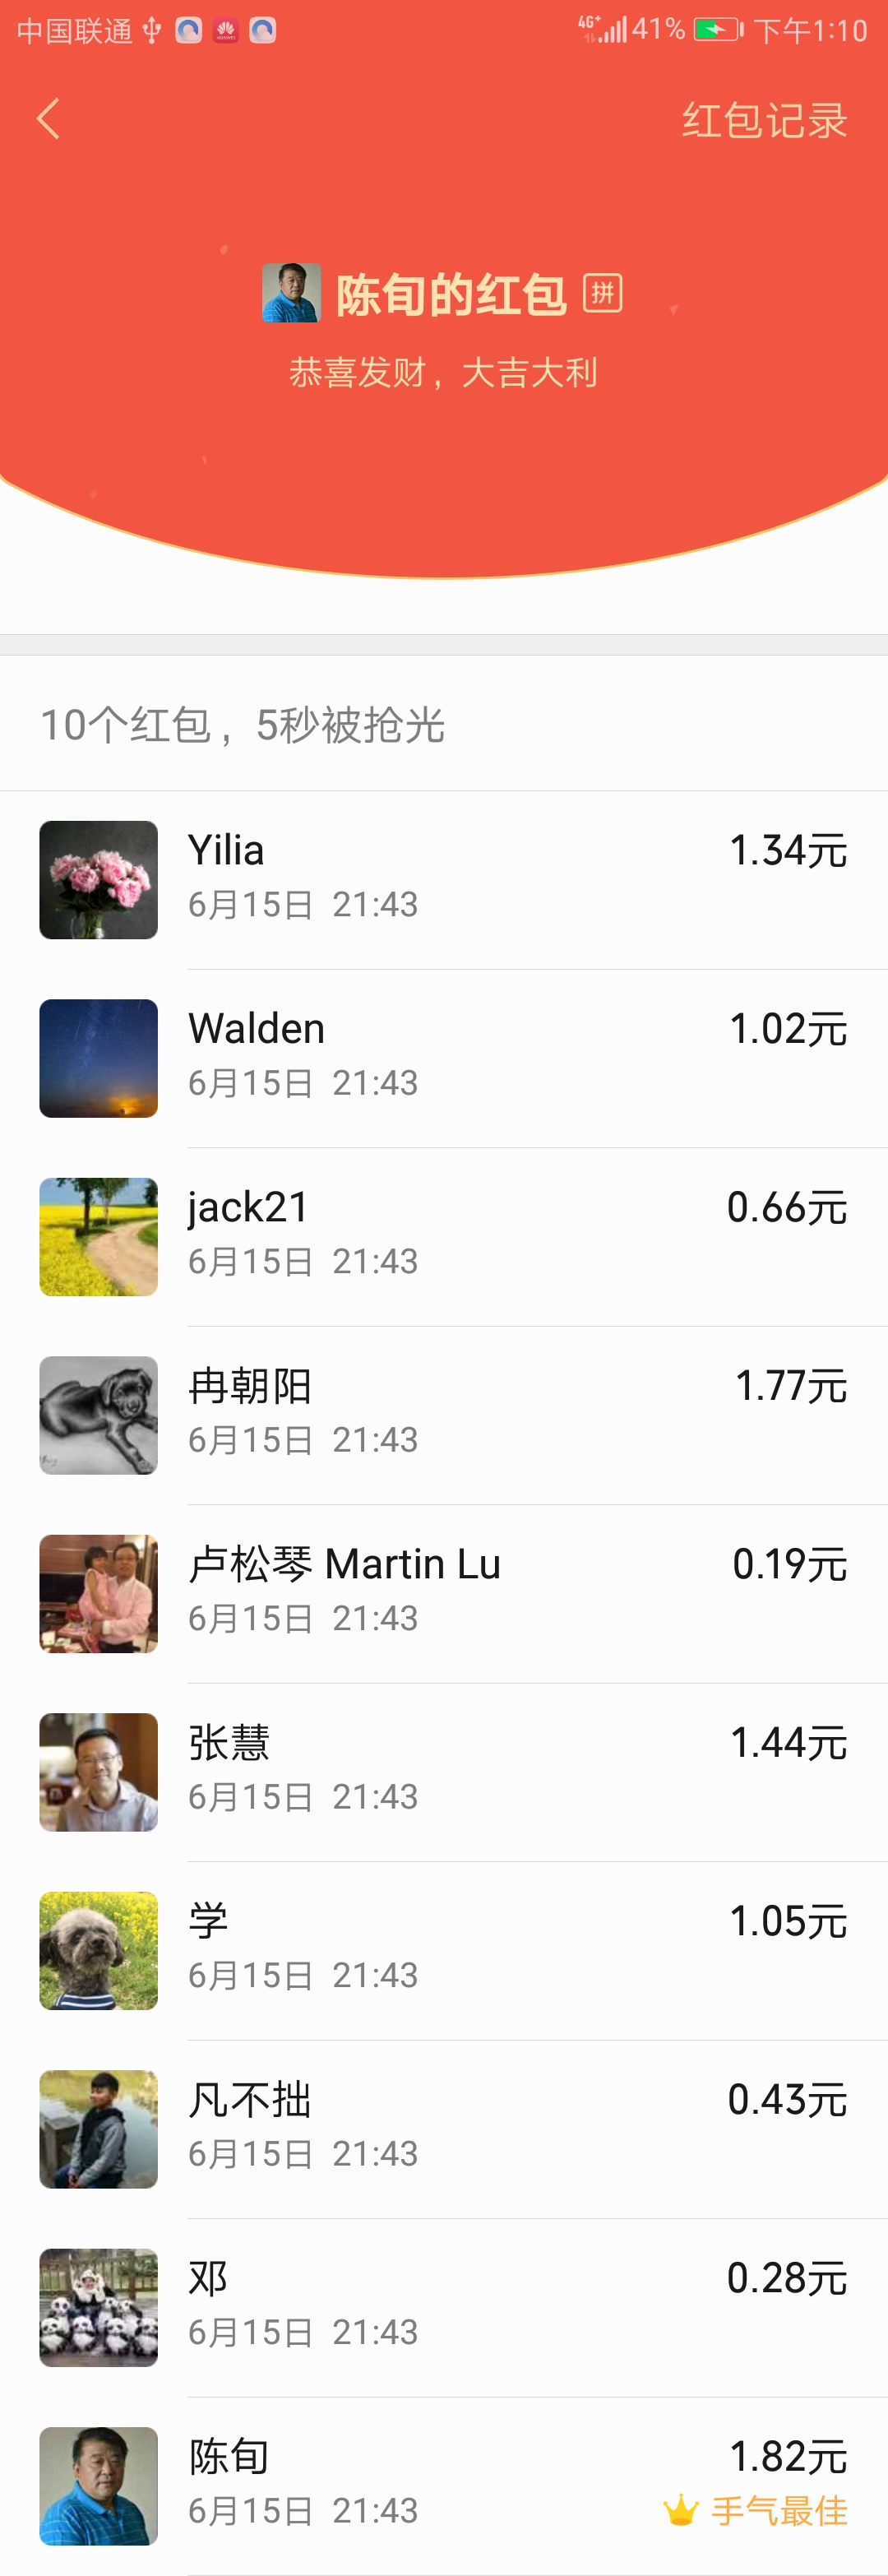 中国联通 4G+ 41% 下午1:10
红包记录
陈旬的红包 拼
恭喜发财，大吉大利
10个红包，5秒被抢光
Yilia 1.34元
6月15日 21:43
Walden 1.02元
6月15日 21:43
jack21 0.66元
6月15日 21:43
冉朝阳 1.77元
6月15日 21:43
卢松琴 Martin Lu 0.19元
6月15日 21:43
张慧 1.44元
6月15日 21:43
学 1.05元
6月15日 21:43
凡不拙 0.43元
6月15日 21:43
邓 0.28元
6月15日 21:43
陈旬 1.82元
6月15日 21:43 手气最佳